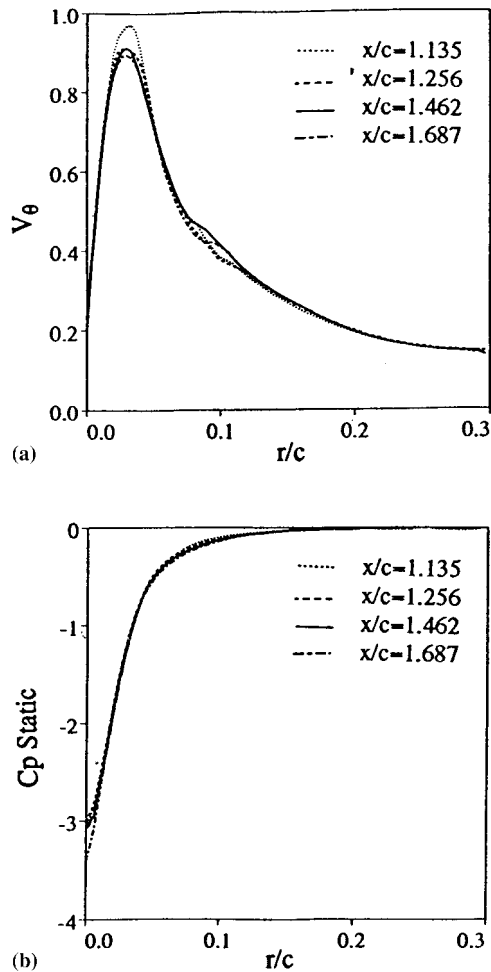 1.0
0.8
0.6
0.4
0.2
0.0
Vθ
x/c=1.135
x/c=1.256
x/c=1.462
x/c=1.687
0.0 0.1 0.2 0.3
r/c
(a)
0
-1
-2
-3
-4
Cp Static
x/c=1.135
x/c=1.256
x/c=1.462
x/c=1.687
0.0 0.1 0.2 0.3
r/c
(b)